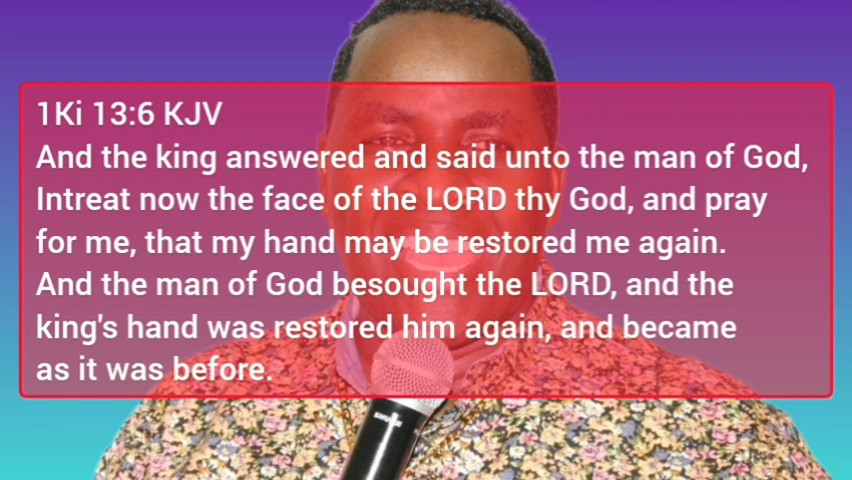 1Ki 13:6 KJV
And the king answered and said unto the man of God,
Intreat now the face of the LORD thy God, and pray
for me, that my hand may be restored me again.
And the man of God besought the LORD, and the
king's hand was restored him again, and became
as it was before.
SHURE